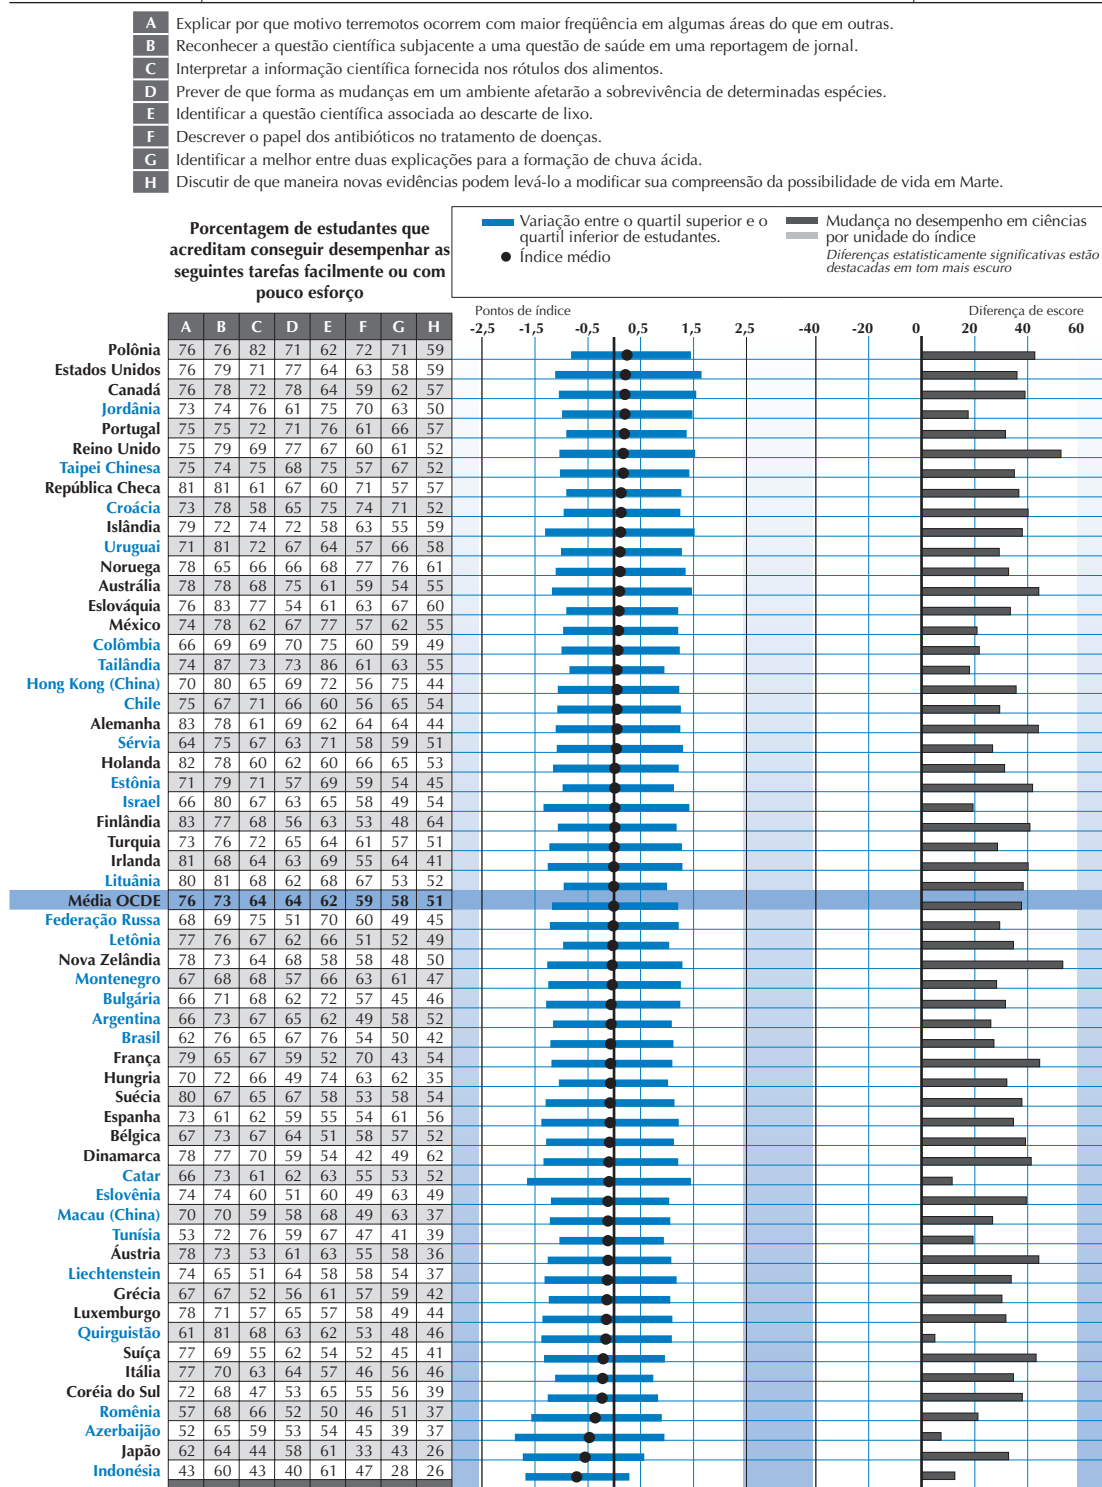 A Explicar por que motivo terremotos ocorrem com maior freqüência em algumas áreas do que em outras.
B Reconhecer a questão científica subjacente a uma questão de saúde em uma reportagem de jornal.
C Interpretar a informação científica fornecida nos rótulos dos alimentos.
D Prever de que forma as mudanças em um ambiente afetarão a sobrevivência de determinadas espécies.
E Identificar a questão científica associada ao descarte de lixo.
F Descrever o papel dos antibióticos no tratamento de doenças.
G Identificar a melhor entre duas explicações para a formação de chuva ácida.
H Discutir de que maneira novas evidências podem levá-lo a modificar sua compreensão da possibilidade de vida em Marte.
Porcentagem de estudantes que
acreditam conseguir desempenhar as
seguintes tarefas facilmente ou com
pouco esforço
Variação entre o quartil superior e o
quartil inferior de estudantes.
Índice médio
Mudança no desempenho em ciências
por unidade do índice
Diferenças estatisticamente significativas estão
destacadas em tom mais escuro
Pontos de índice
Diferença de escore
A B C D E F G H -2,5 -1,5 -0,5 0,5 1,5 2,5 -40 -20 0 20 40 60
Polônia 76 76 82 71 62 72 71 59
Estados Unidos 76 79 71 77 64 63 58 59
Canadá 76 78 72 78 64 59 62 57
Jordânia 73 74 76 61 75 70 63 50
Portugal 75 75 72 71 76 61 66 57
Reino Unido 75 79 69 77 67 60 61 52
Taipei Chinesa 75 74 75 68 75 57 67 52
República Checa 81 81 61 67 60 71 57 57
Croácia 73 78 58 65 75 74 71 52
Islândia 79 72 74 72 58 63 55 59
Uruguai 71 81 72 67 64 57 66 58
Noruega 78 65 66 66 68 77 76 61
Austrália 78 78 68 75 61 59 54 55
Eslováquia 76 83 77 54 61 63 67 60
México 74 78 62 67 77 57 62 55
Colômbia 66 69 69 70 75 60 59 49
Tailândia 74 87 73 73 86 61 63 55
Hong Kong (China) 70 80 65 69 72 56 75 44
Chile 75 67 71 66 60 56 65 54
Alemanha 83 78 61 69 62 64 64 44
Sérvia 64 75 67 63 71 58 59 51
Holanda 82 78 60 62 60 66 65 53
Estônia 71 79 71 57 69 59 54 45
Israel 66 80 67 63 65 58 49 54
Finlândia 83 77 68 56 63 53 48 64
Turquia 73 76 72 65 64 61 57 51
Irlanda 81 68 64 63 69 55 64 41
Lituânia 80 81 68 62 68 67 53 52
Média OCDE 76 73 64 64 62 59 58 51
Federação Russa 68 69 75 51 70 60 49 45
Letônia 77 76 67 62 66 51 52 49
Nova Zelândia 78 73 64 68 58 58 48 50
Montenegro 67 68 68 57 66 63 61 47
Bulgária 66 71 68 62 72 57 45 46
Argentina 66 73 67 65 62 49 58 52
Brasil 62 76 65 67 76 54 50 42
França 79 65 67 59 52 70 43 54
Hungria 70 72 66 49 74 63 62 35
Suécia 80 67 65 67 58 53 58 54
Espanha 73 61 62 59 55 54 61 56
Bélgica 67 73 67 64 51 58 57 52
Dinamarca 78 77 70 59 54 42 49 62
Catar 66 73 61 62 63 55 53 52
Eslovênia 74 74 60 51 60 49 63 49
Macau (China) 70 70 59 58 68 49 63 37
Tunísia 53 72 76 59 67 47 41 39
Áustria 78 73 53 61 63 55 58 36
Liechtenstein 74 65 51 64 58 58 54 37
Grécia 67 67 52 56 61 57 59 42
Luxemburgo 78 71 57 65 57 58 49 44
Quirguistão 61 81 68 63 62 53 48 46
Suíça 77 69 55 62 54 52 45 41
Itália 77 70 63 64 57 46 56 46
Coréia do Sul 72 68 47 53 65 55 56 39
Romênia 57 68 66 52 50 46 51 37
Azerbaijão 52 65 59 53 54 45 39 37
Japão 62 64 44 58 61 33 43 26
Indonésia 43 60 43 40 61 47 28 26